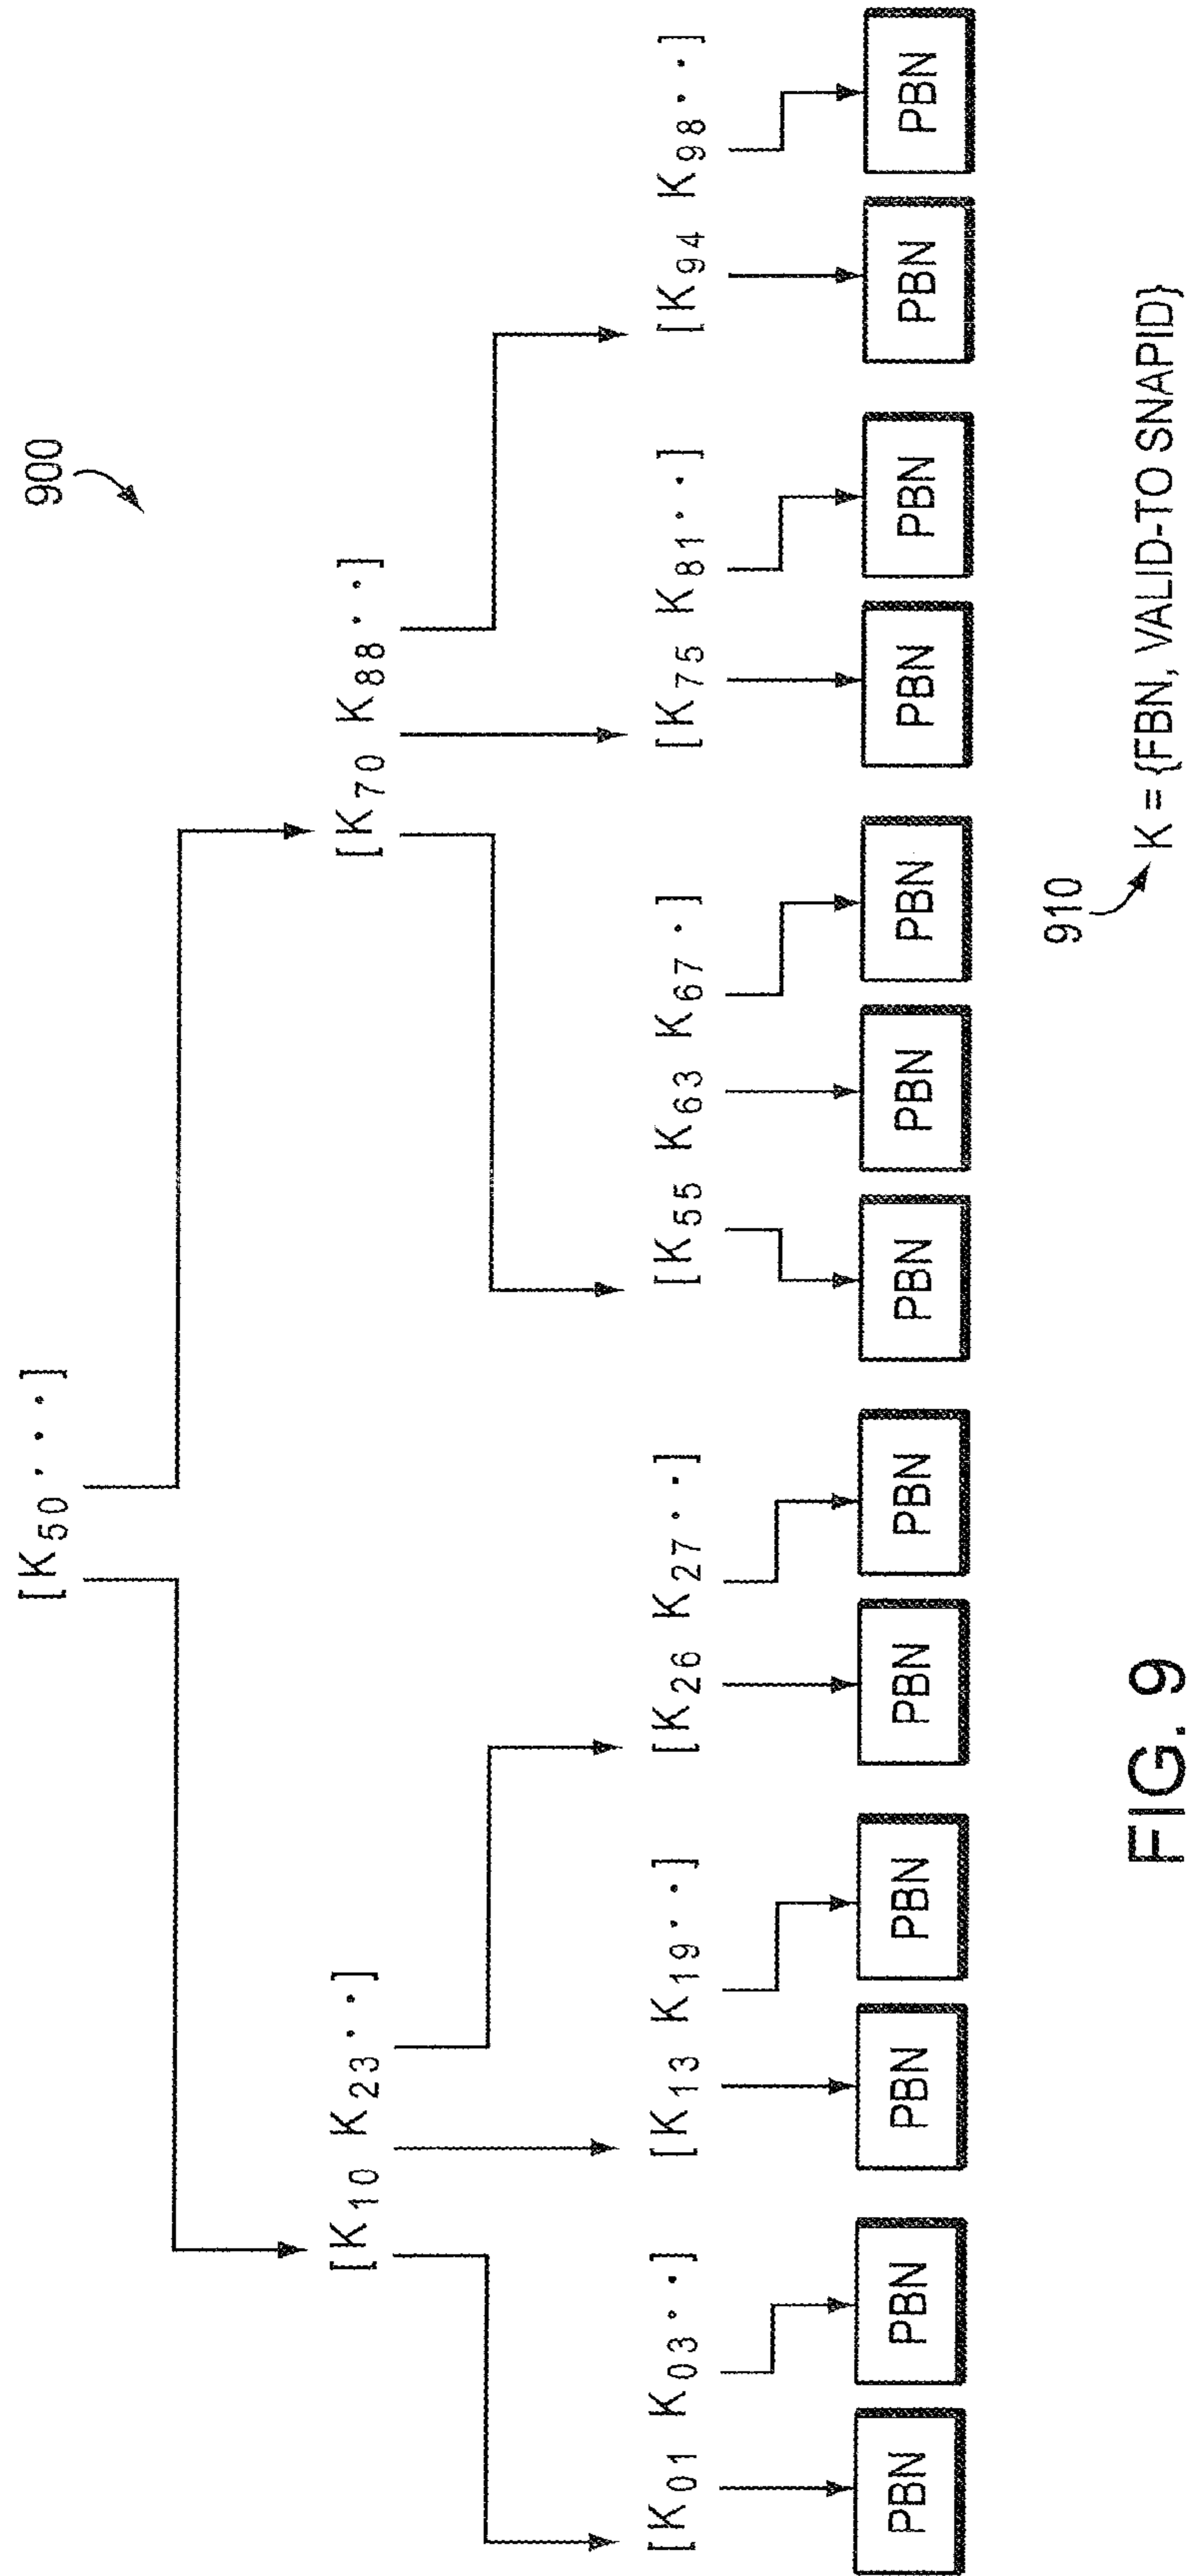 900
[K50 · · ·]
[K10 K23 · ·]
[K70 K88 · ·]
[K01 K03 · ·]
[K13 K19 · ·]
[K26 K27 · ·]
[K55 K63 K67 ·]
[K75 K81 · ·]
[K94 K98 · ·]
PBN
PBN
PBN
PBN
PBN
PBN
PBN
PBN
PBN
PBN
PBN
PBN
PBN
910
K = {FBN, VALID-TO SNAPID}
FIG. 9